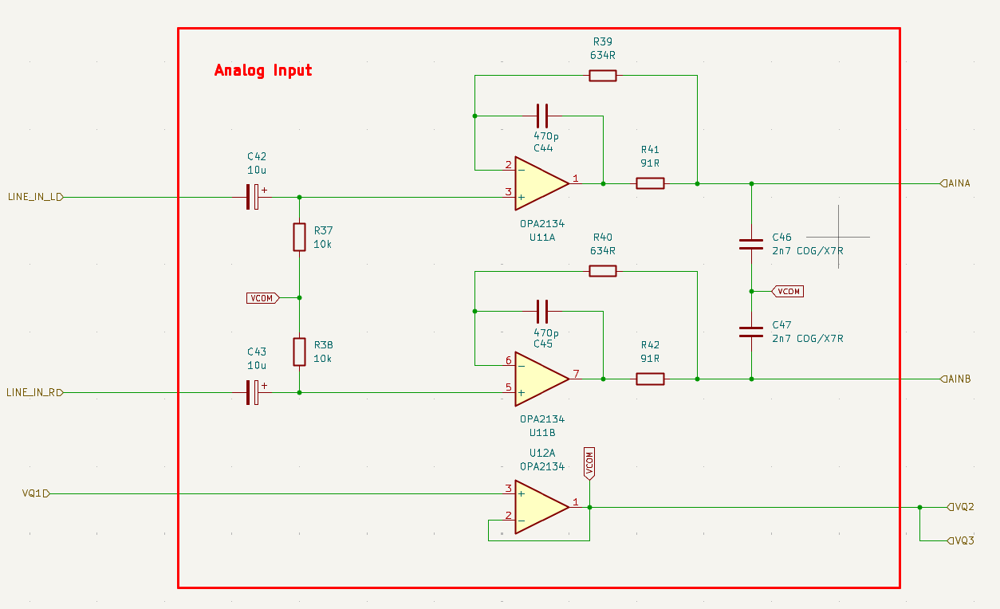 R39
634R
Analog Input
470p
C44
C42
10u
R41
91R
2
1
3
LINE_IN_L
AINA
OPA2134
U11A
R37
10k
R40
634R
C46
2n7 COG/X7R
VCOM
VCOM
C47
2n7 COG/X7R
470p
C45
R38
10k
C43
10u
R42
91R
6
7
5
LINE_IN_R
AINB
OPA2134
U11B
U12A
OPA2134
VCOM
VQ1
3
1
2
VQ2
VQ3